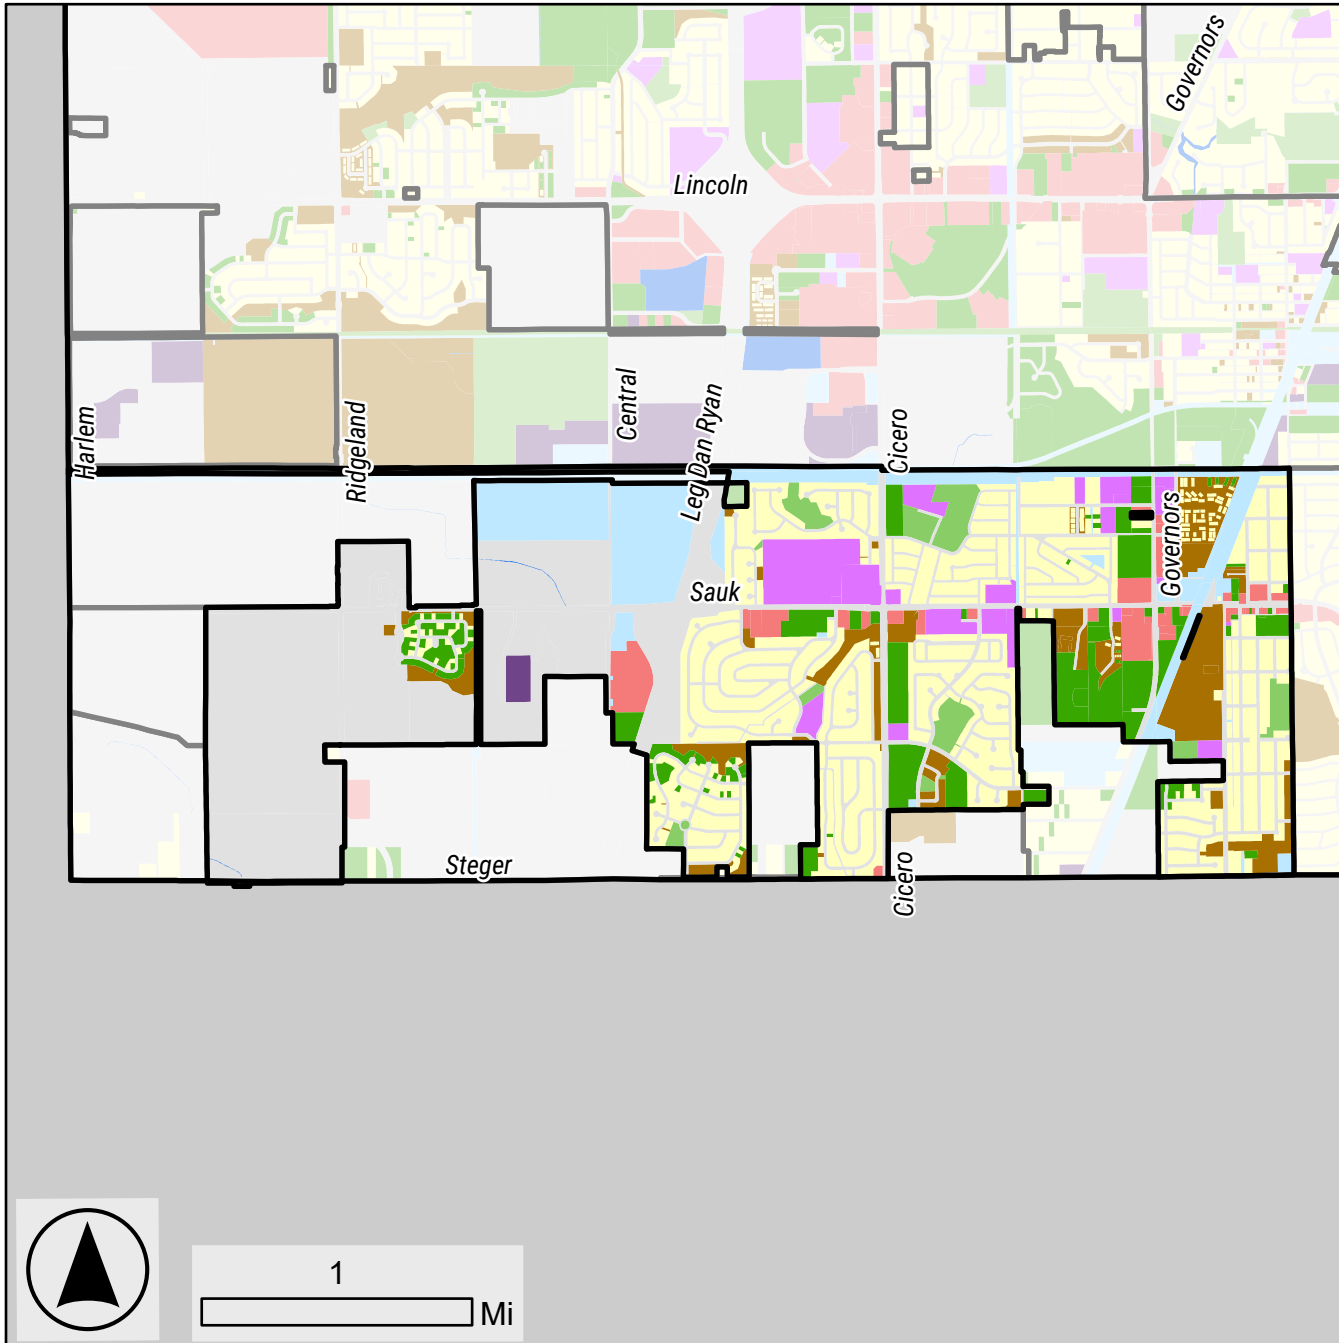 Governors
Lincoln
Harlem
Ridgeland
Central
Leg Dan Ryan
Cicero
Governors
Sauk
Steger
Cicero
1
Mi